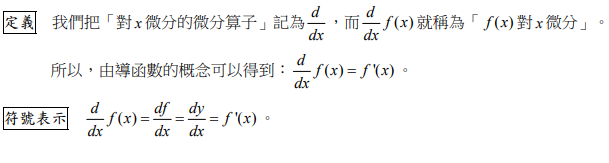 定義 我們把「對 x 微分的微分算子」記為 d/dx，而 d/dx f(x) 就稱為「 f(x) 對 x 微分」。
所以，由導函數的概念可以得到：d/dx f(x) = f '(x) 。
符號表示 d/dx f(x) = df/dx = dy/dx = f '(x) 。